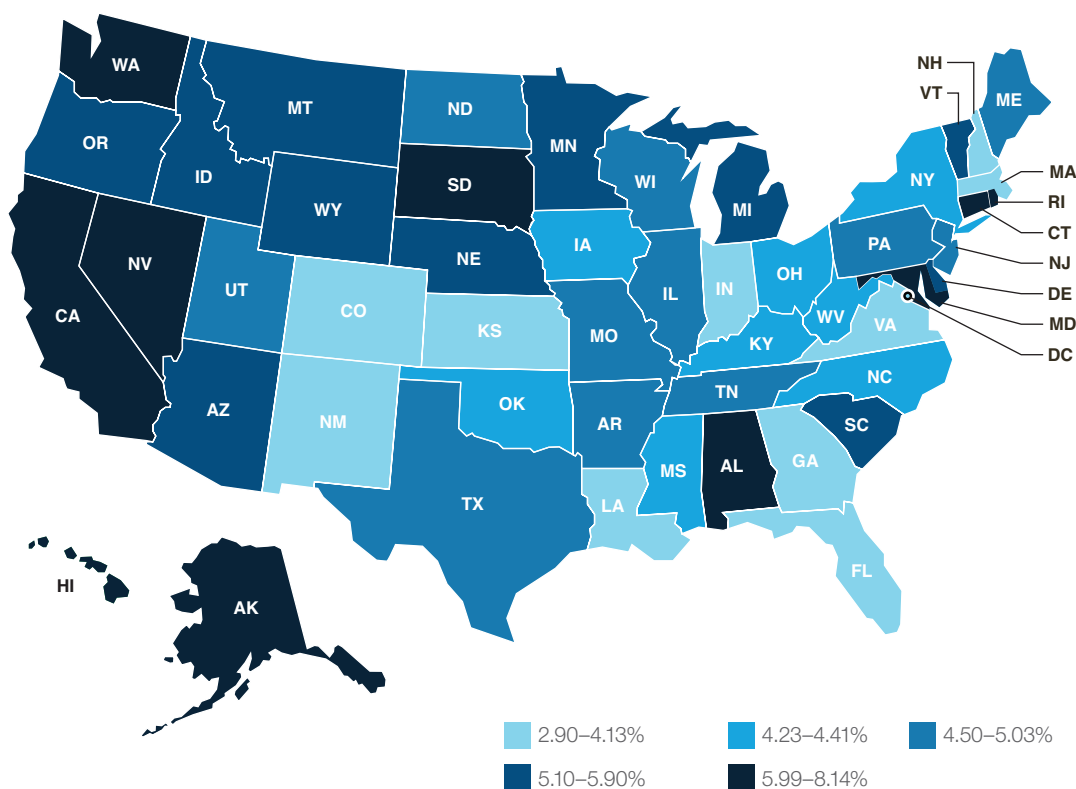 WA
OR
CA
NV
ID
MT
WY
UT
AZ
CO
NM
ND
SD
NE
KS
OK
TX
MN
IA
MO
AR
LA
WI
IL
MI
IN
OH
KY
TN
MS
AL
GA
FL
SC
NC
VA
WV
PA
NY
NH
VT
ME
MA
RI
CT
NJ
DE
MD
DC
HI
AK
2.90–4.13%
4.23–4.41%
4.50–5.03%
5.10–5.90%
5.99–8.14%